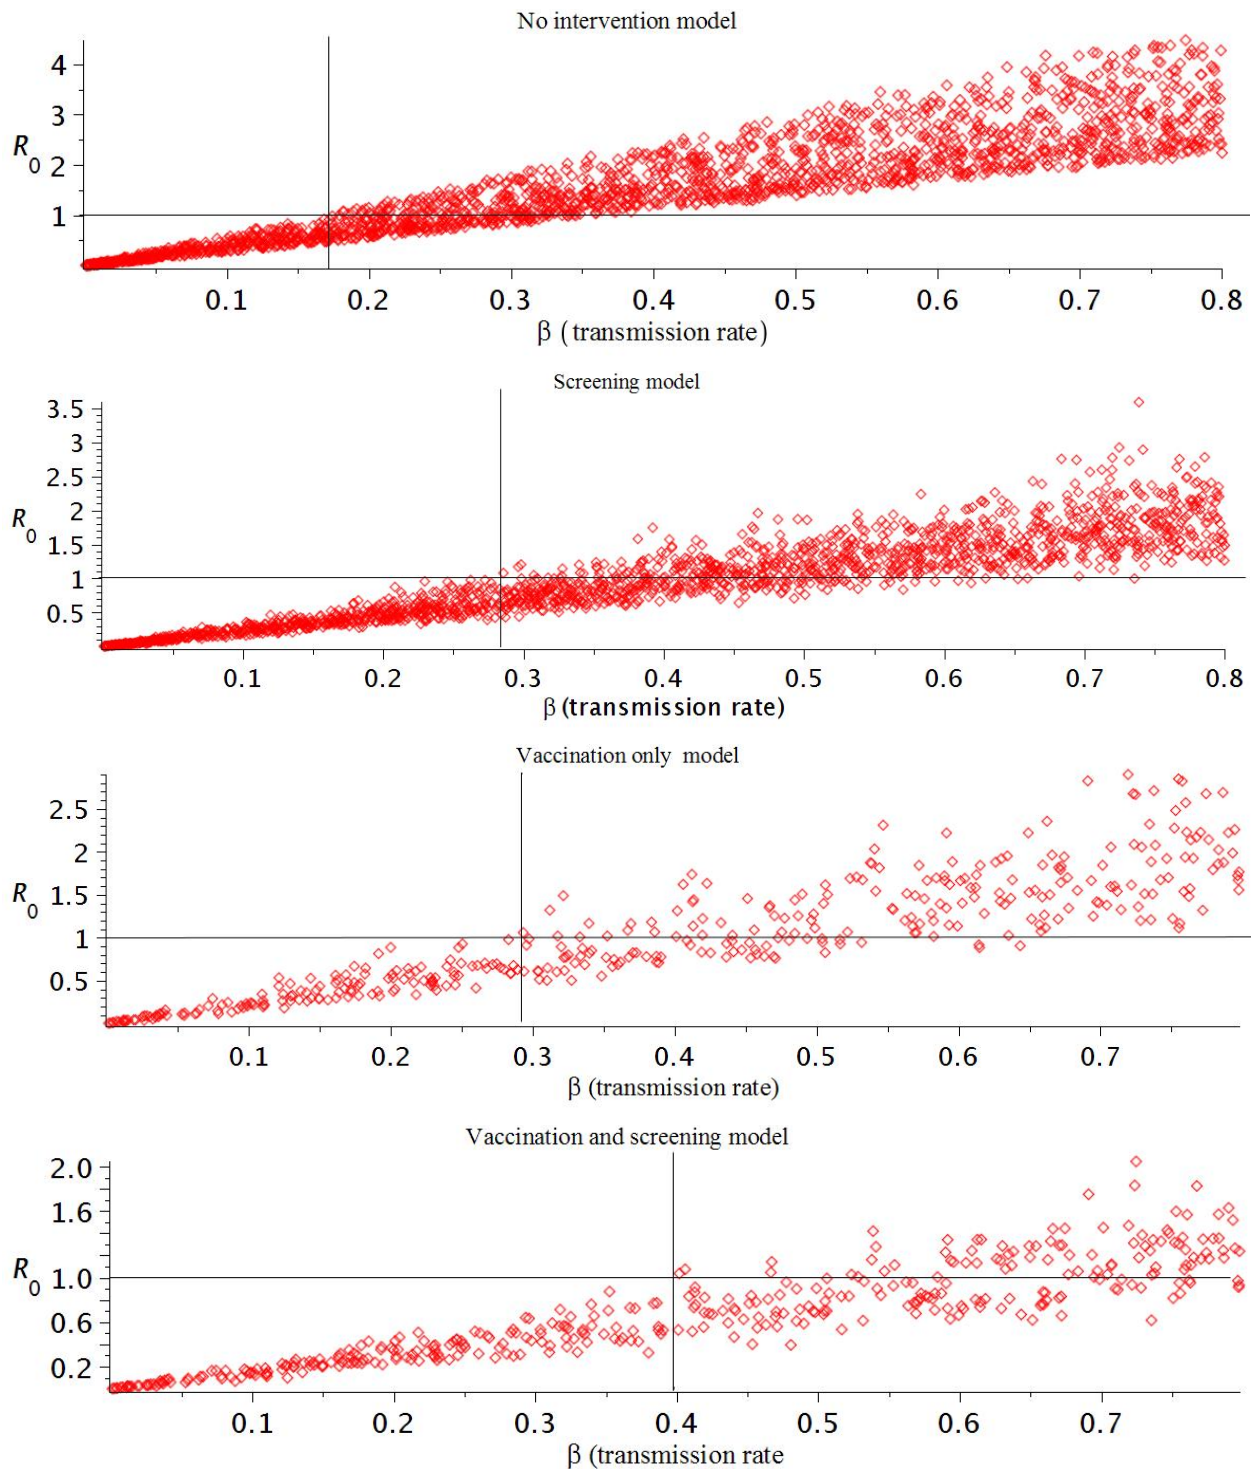 No intervention model
4
3
R0
2
1
0.1 0.2 0.3 0.4 0.5 0.6 0.7 0.8
β (transmission rate)
Screening model
3.5
3
2.5
2
R0
1.5
1
0.5
0.1 0.2 0.3 0.4 0.5 0.6 0.7 0.8
β (transmission rate)
Vaccination only model
2.5
2
1.5
R0
1
0.5
0.1 0.2 0.3 0.4 0.5 0.6 0.7
β (transmission rate)
Vaccination and screening model
2.0
1.6
R0
1.0
0.6
0.2
0.1 0.2 0.3 0.4 0.5 0.6 0.7
β (transmission rate